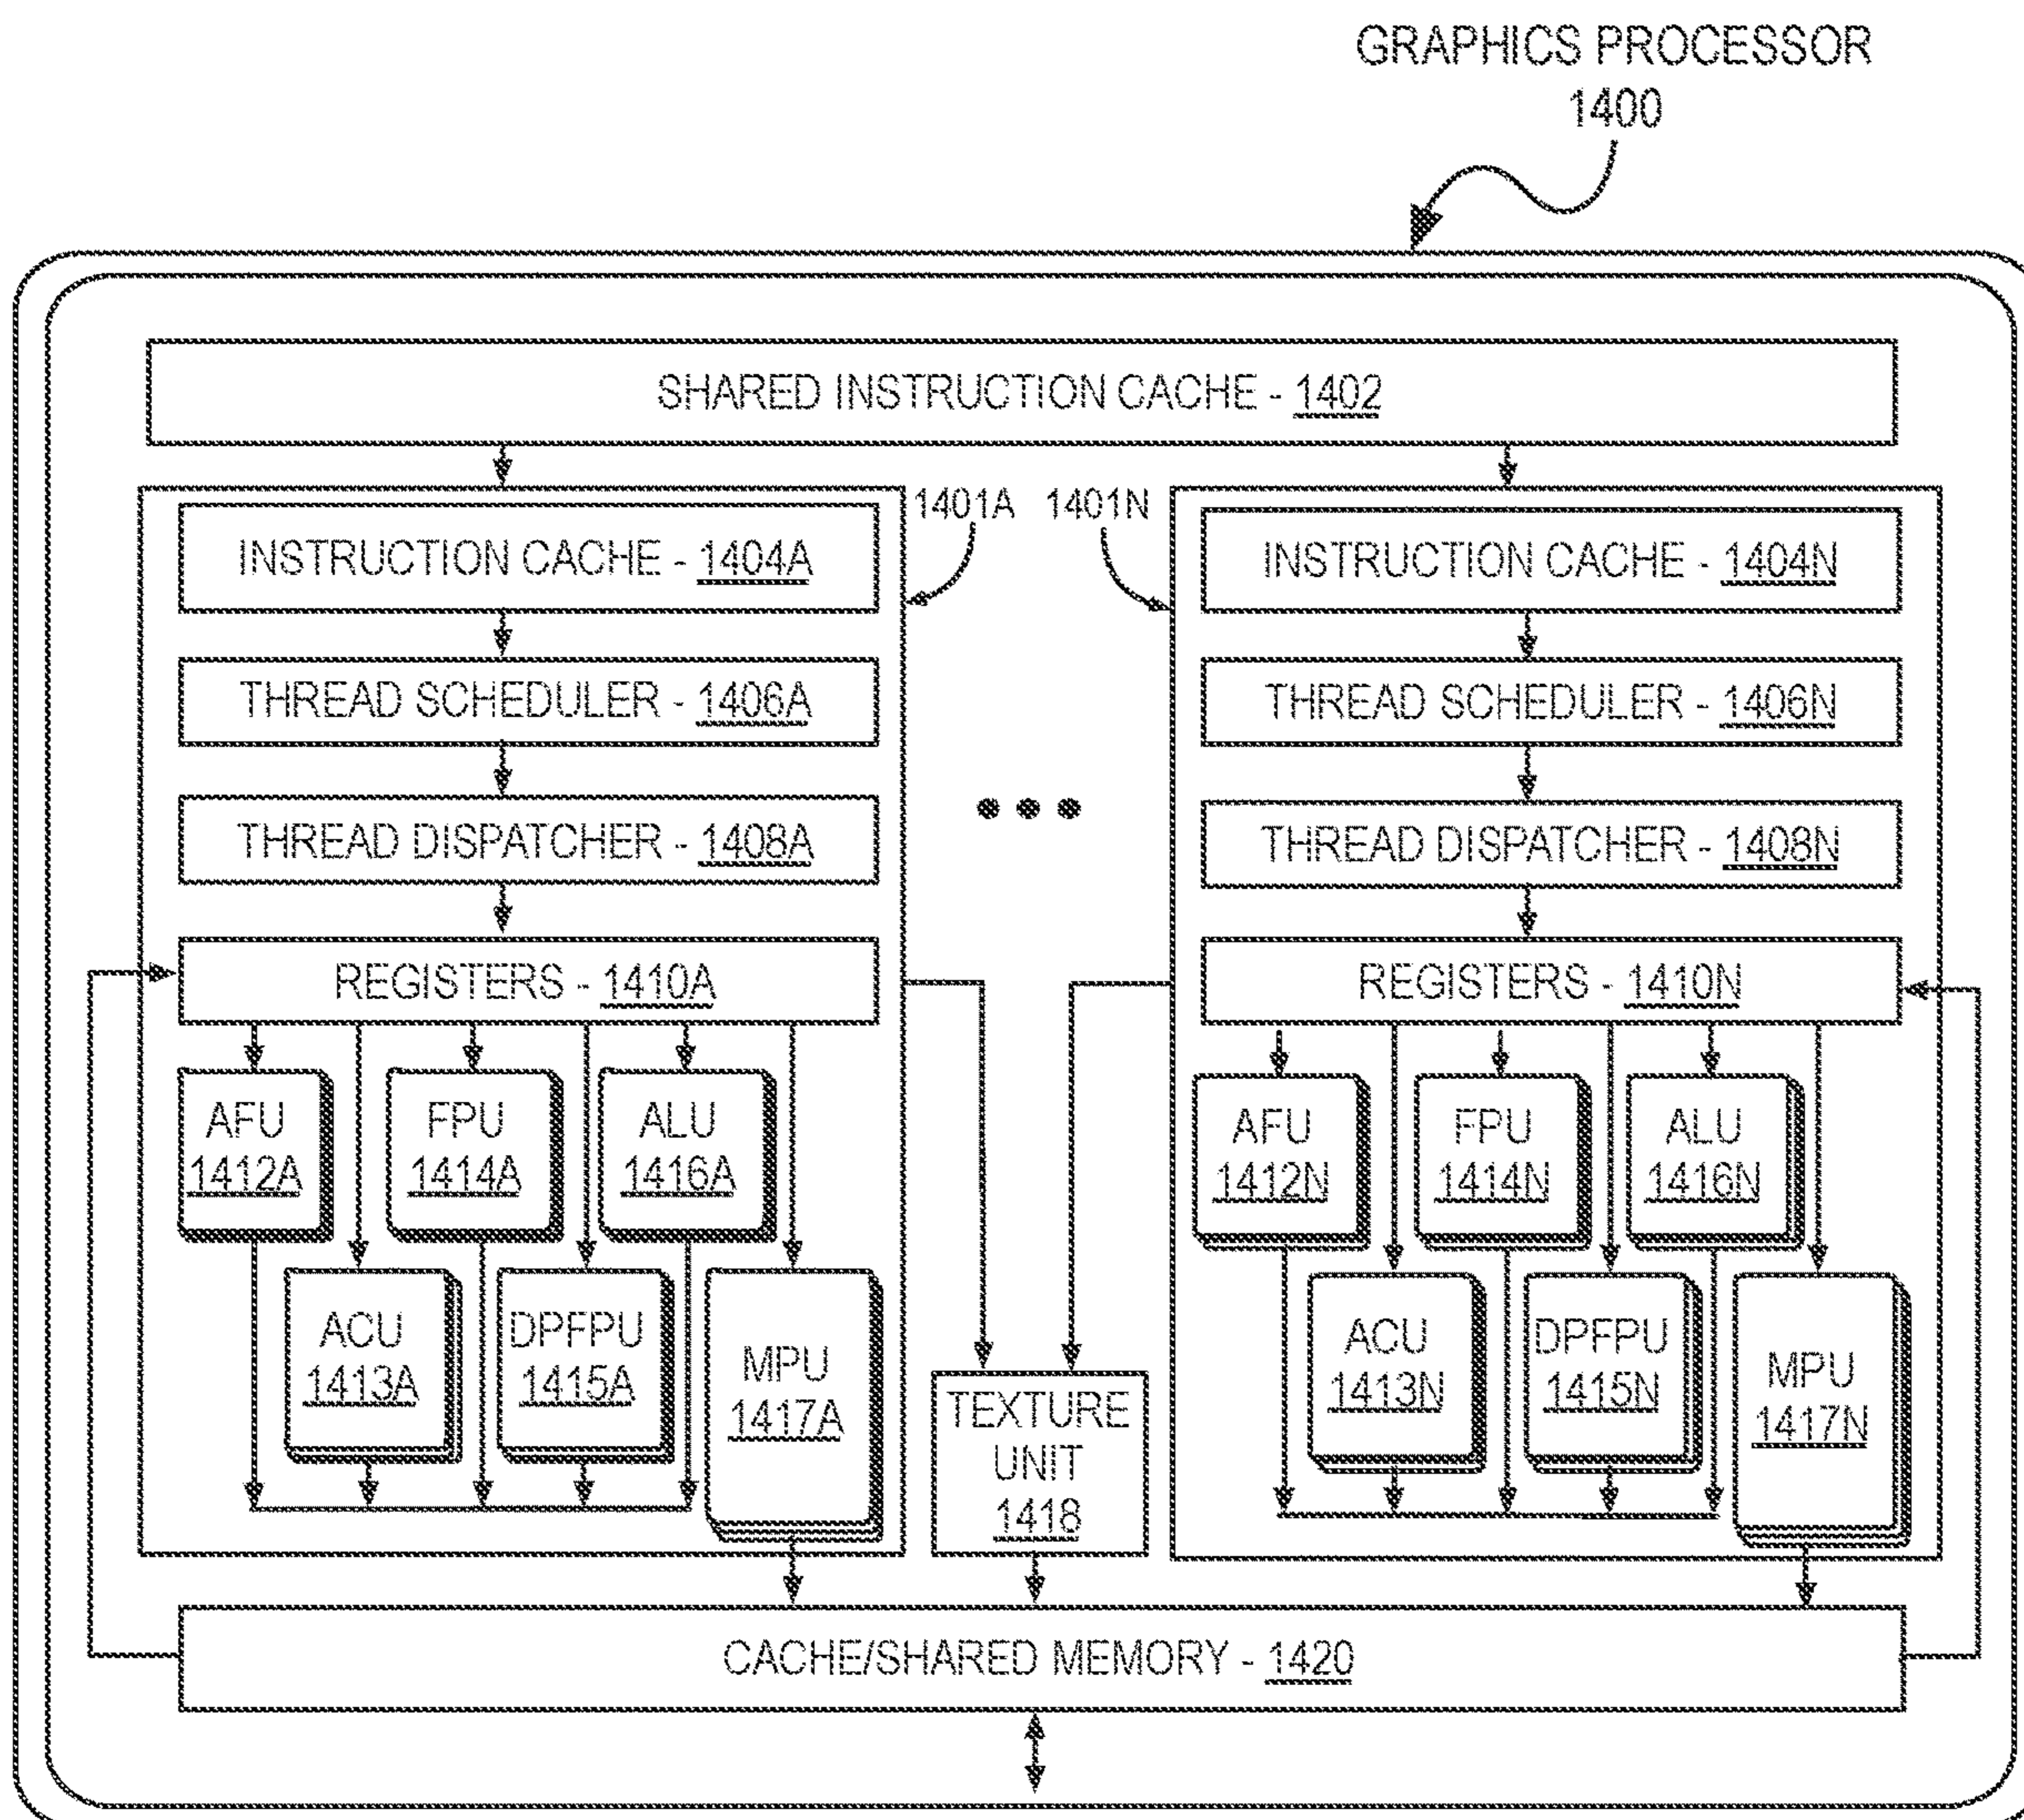 GRAPHICS PROCESSOR
1400
SHARED INSTRUCTION CACHE - 1402
1401A
1401N
INSTRUCTION CACHE - 1404A
THREAD SCHEDULER - 1406A
THREAD DISPATCHER - 1408A
REGISTERS - 1410A
AFU
1412A
FPU
1414A
ALU
1416A
ACU
1413A
DPFPU
1415A
MPU
1417A
TEXTURE
UNIT
1418
INSTRUCTION CACHE - 1404N
THREAD SCHEDULER - 1406N
THREAD DISPATCHER - 1408N
REGISTERS - 1410N
AFU
1412N
FPU
1414N
ALU
1416N
ACU
1413N
DPFPU
1415N
MPU
1417N
CACHE/SHARED MEMORY - 1420